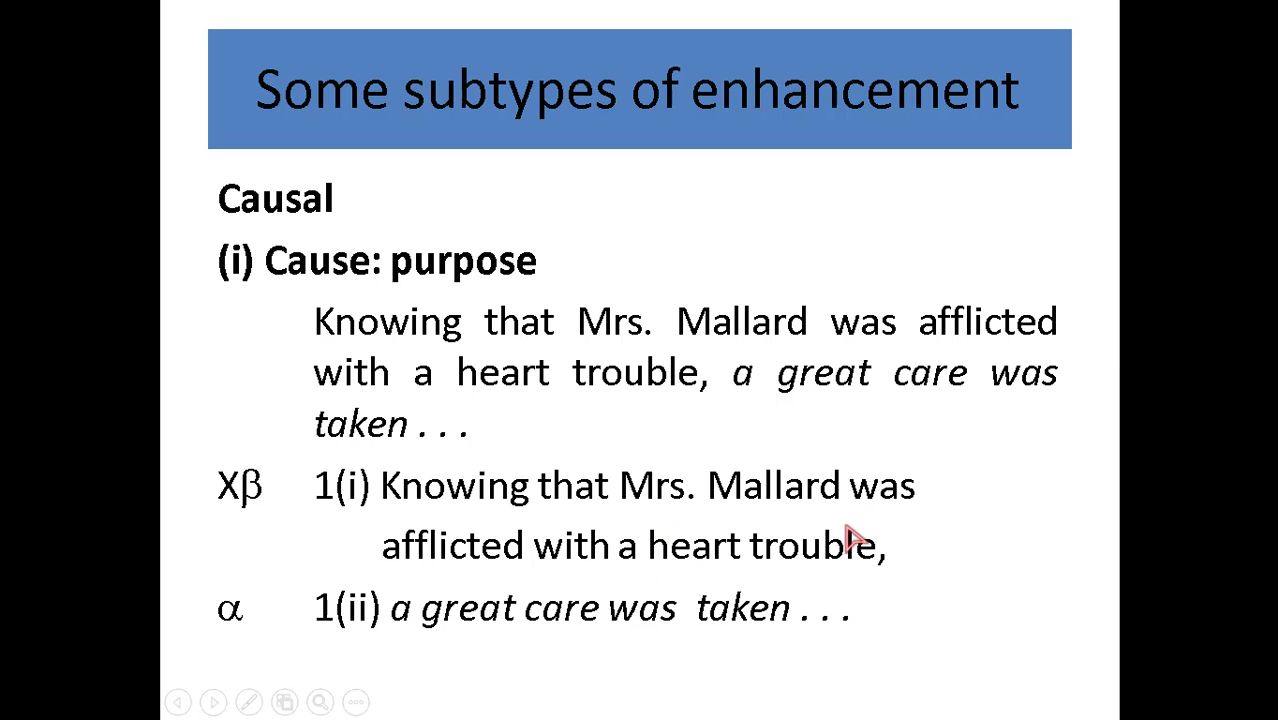 Some subtypes of enhancement
Causal
(i) Cause: purpose
Knowing that Mrs. Mallard was afflicted
with a heart trouble, a great care was
taken . . .
Xβ 1(i) Knowing that Mrs. Mallard was
afflicted with a heart trouble,
α 1(ii) a great care was taken . . .